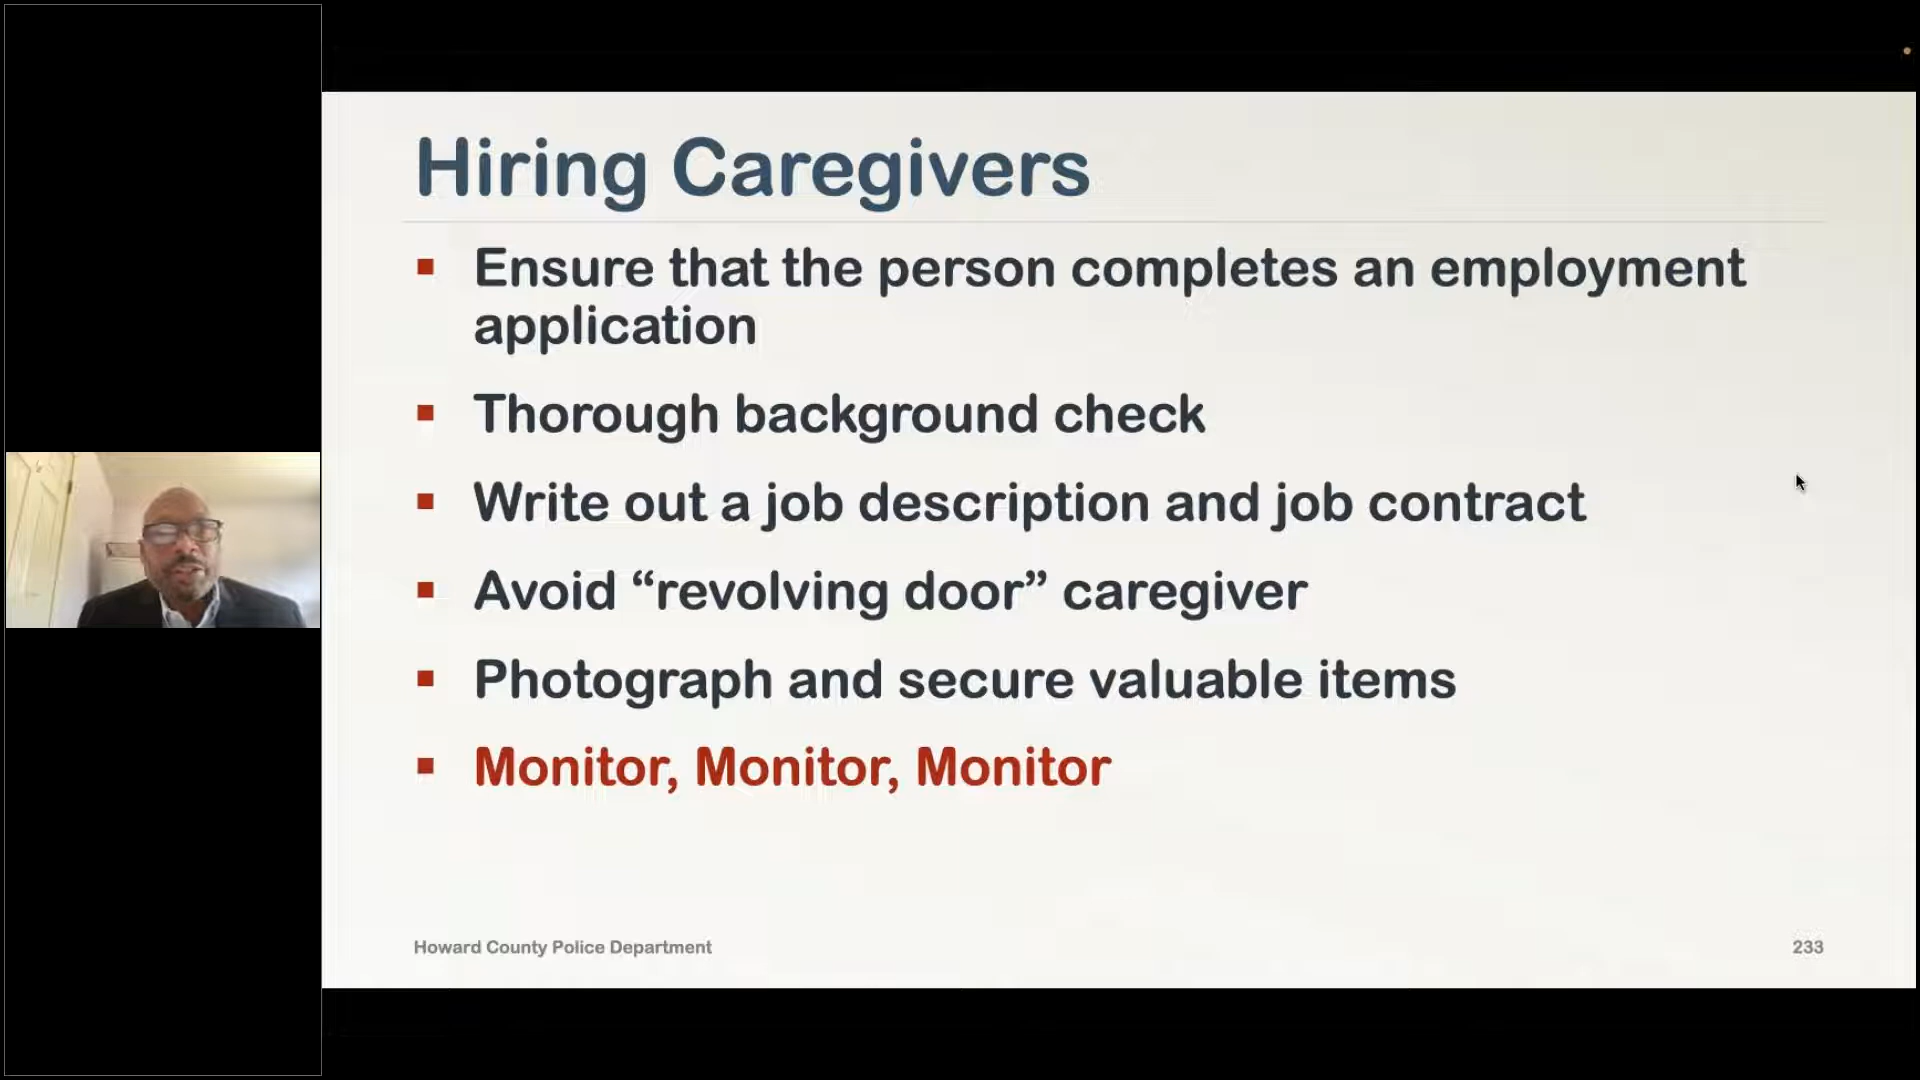 Hiring Caregivers
Ensure that the person completes an employment
application
Thorough background check
Write out a job description and job contract
Avoid “revolving door” caregiver
Photograph and secure valuable items
Monitor, Monitor, Monitor
Howard County Police Department
233